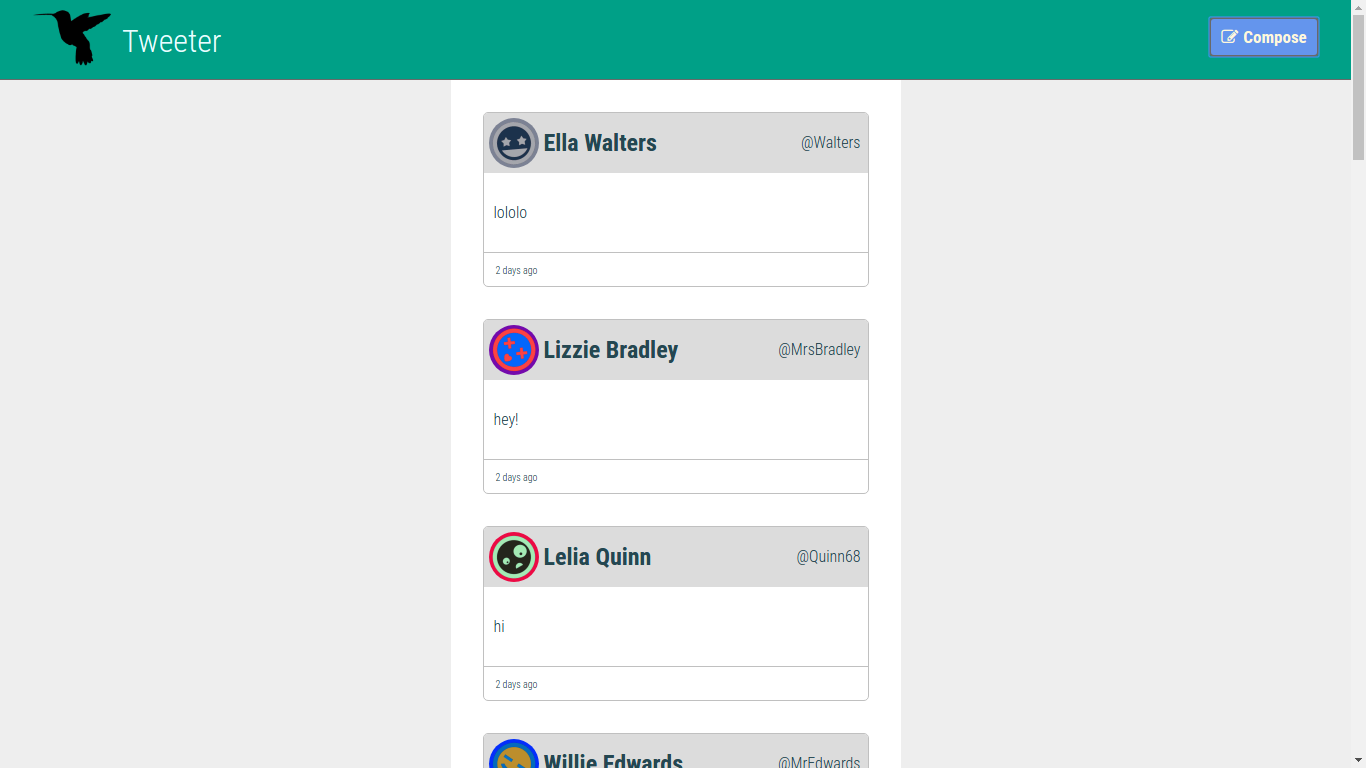 Tweeter
Compose
Ella Walters @Walters
lololo
2 days ago
Lizzie Bradley @MrsBradley
hey!
2 days ago
Lelia Quinn @Quinn68
hi
2 days ago
Willie Edwards @MrEdwards